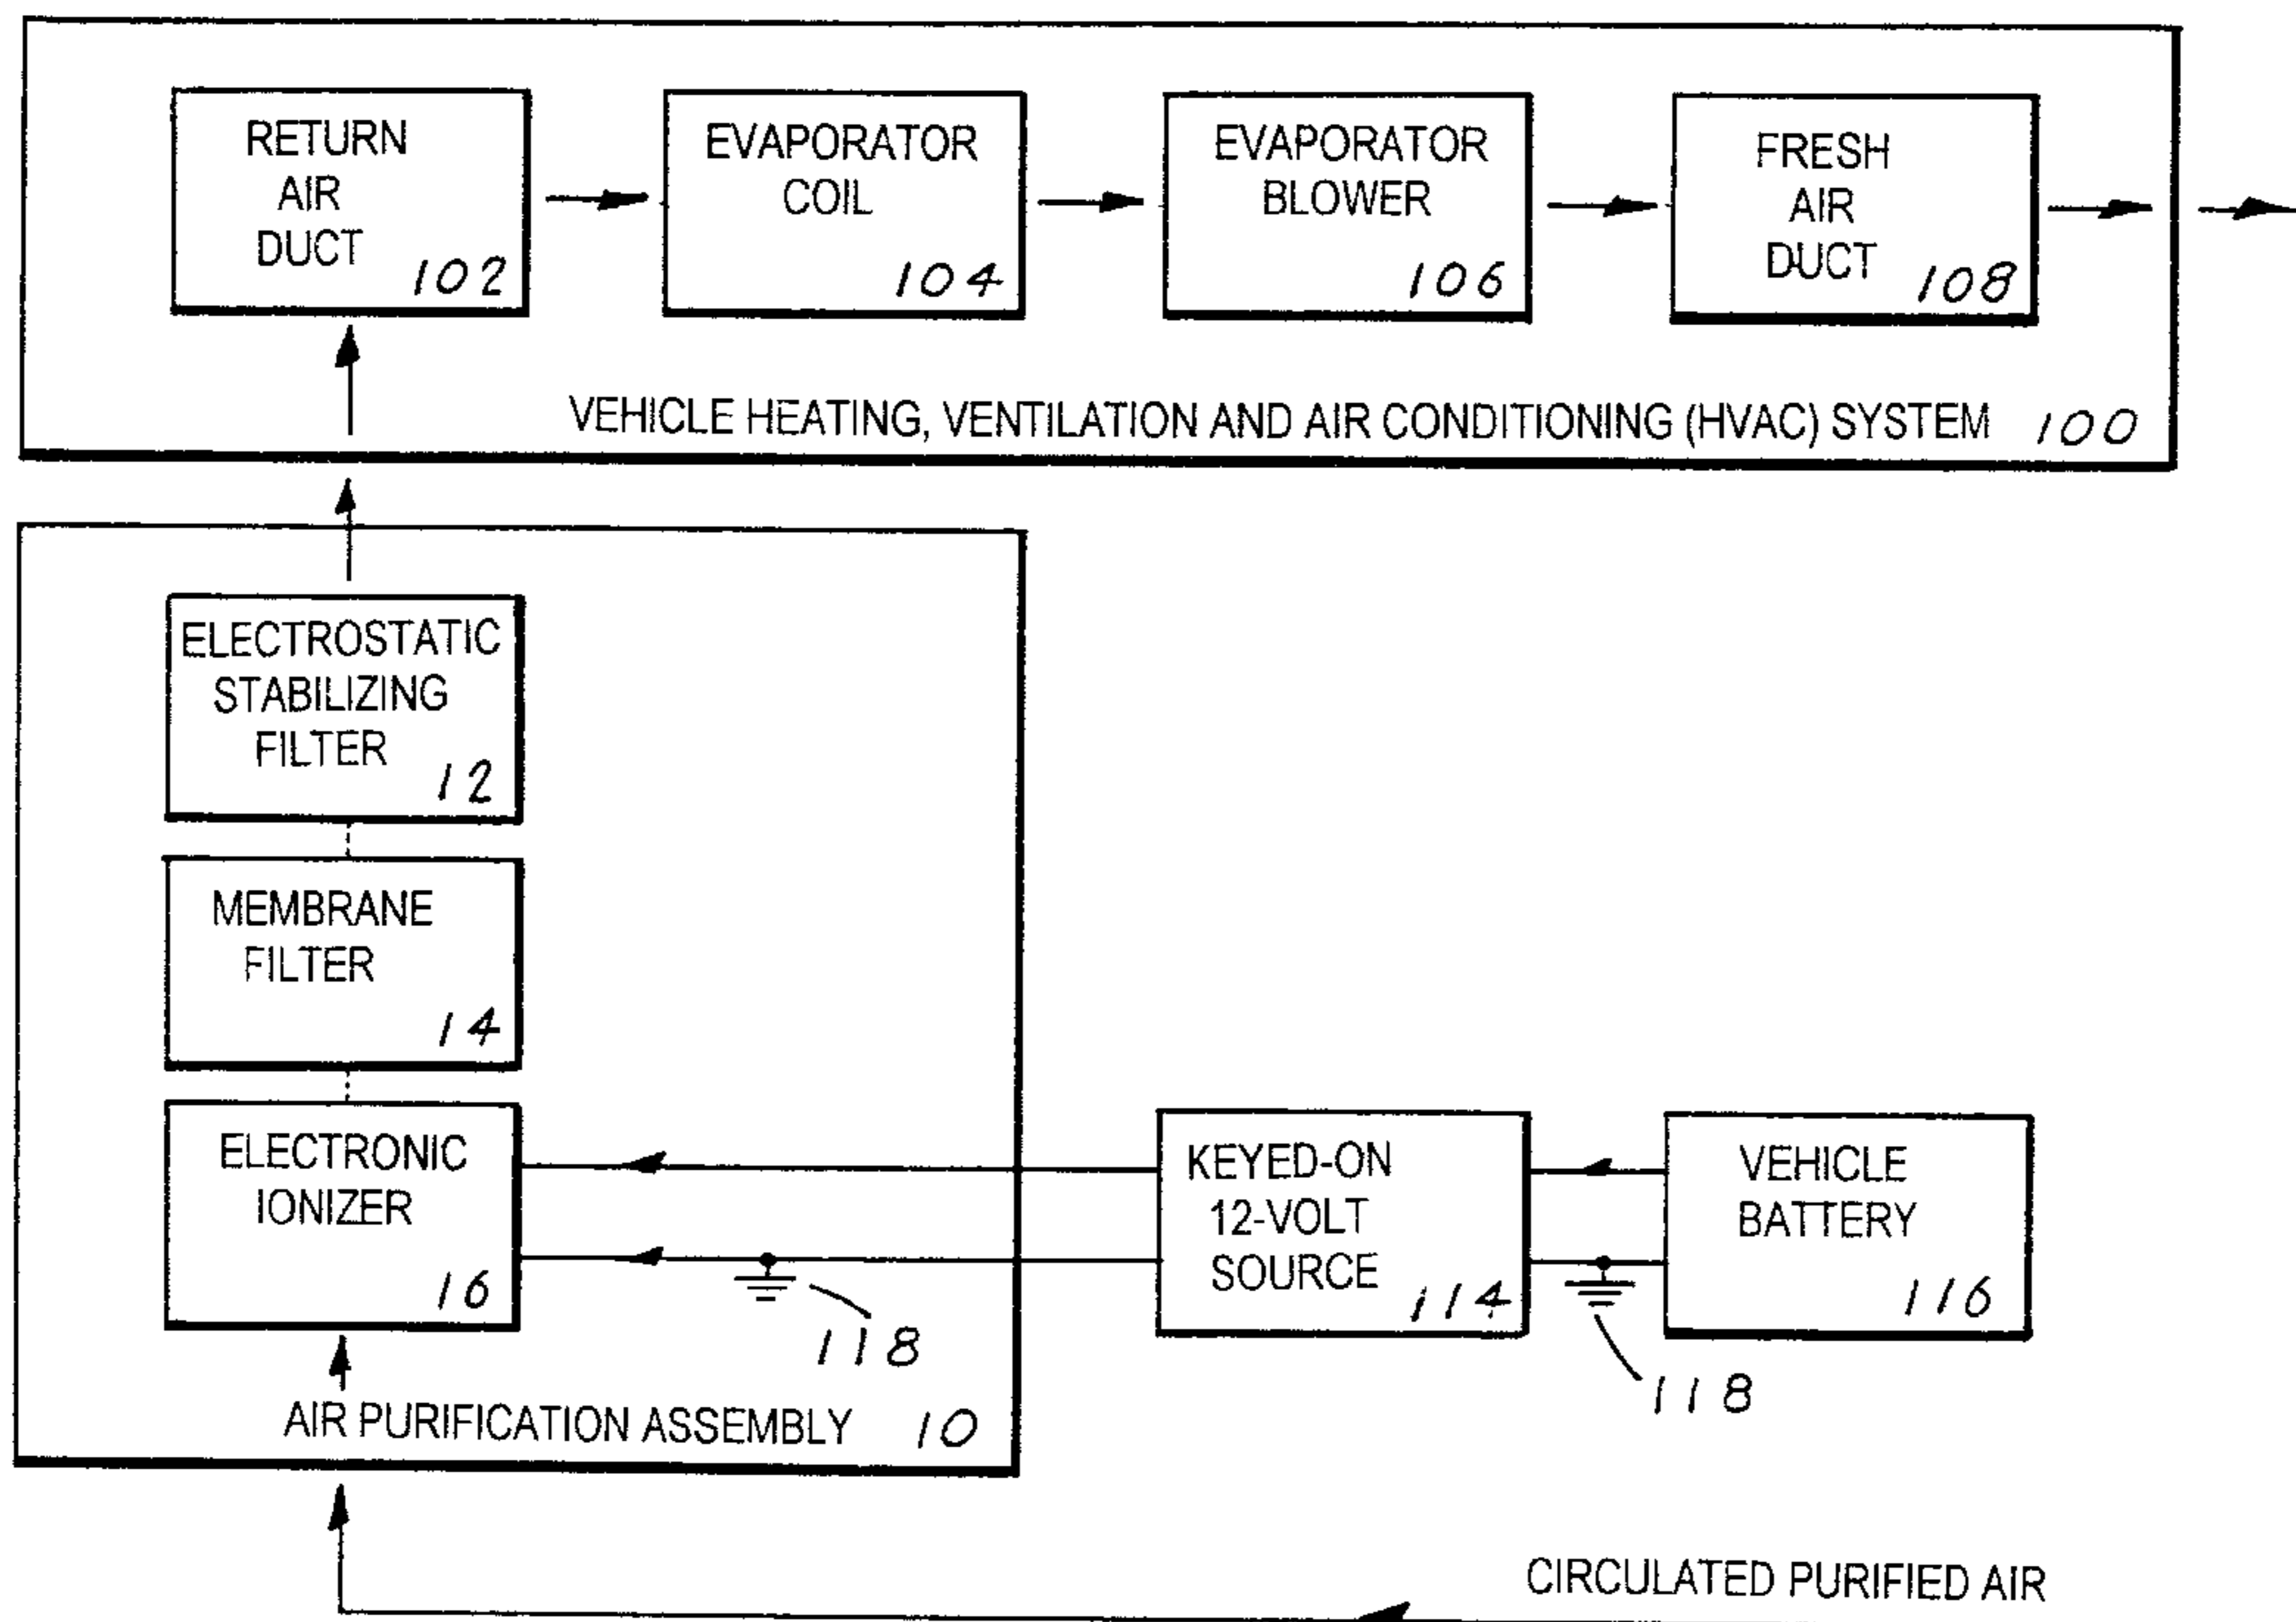 RETURN
AIR
DUCT
102
EVAPORATOR
COIL
104
EVAPORATOR
BLOWER
106
FRESH
AIR
DUCT
108
VEHICLE HEATING, VENTILATION AND AIR CONDITIONING (HVAC) SYSTEM 100
ELECTROSTATIC
STABILIZING
FILTER
12
MEMBRANE
FILTER
14
ELECTRONIC
IONIZER
16
118
AIR PURIFICATION ASSEMBLY 10
KEYED-ON
12-VOLT
SOURCE
114
VEHICLE
BATTERY
116
118
CIRCULATED PURIFIED AIR